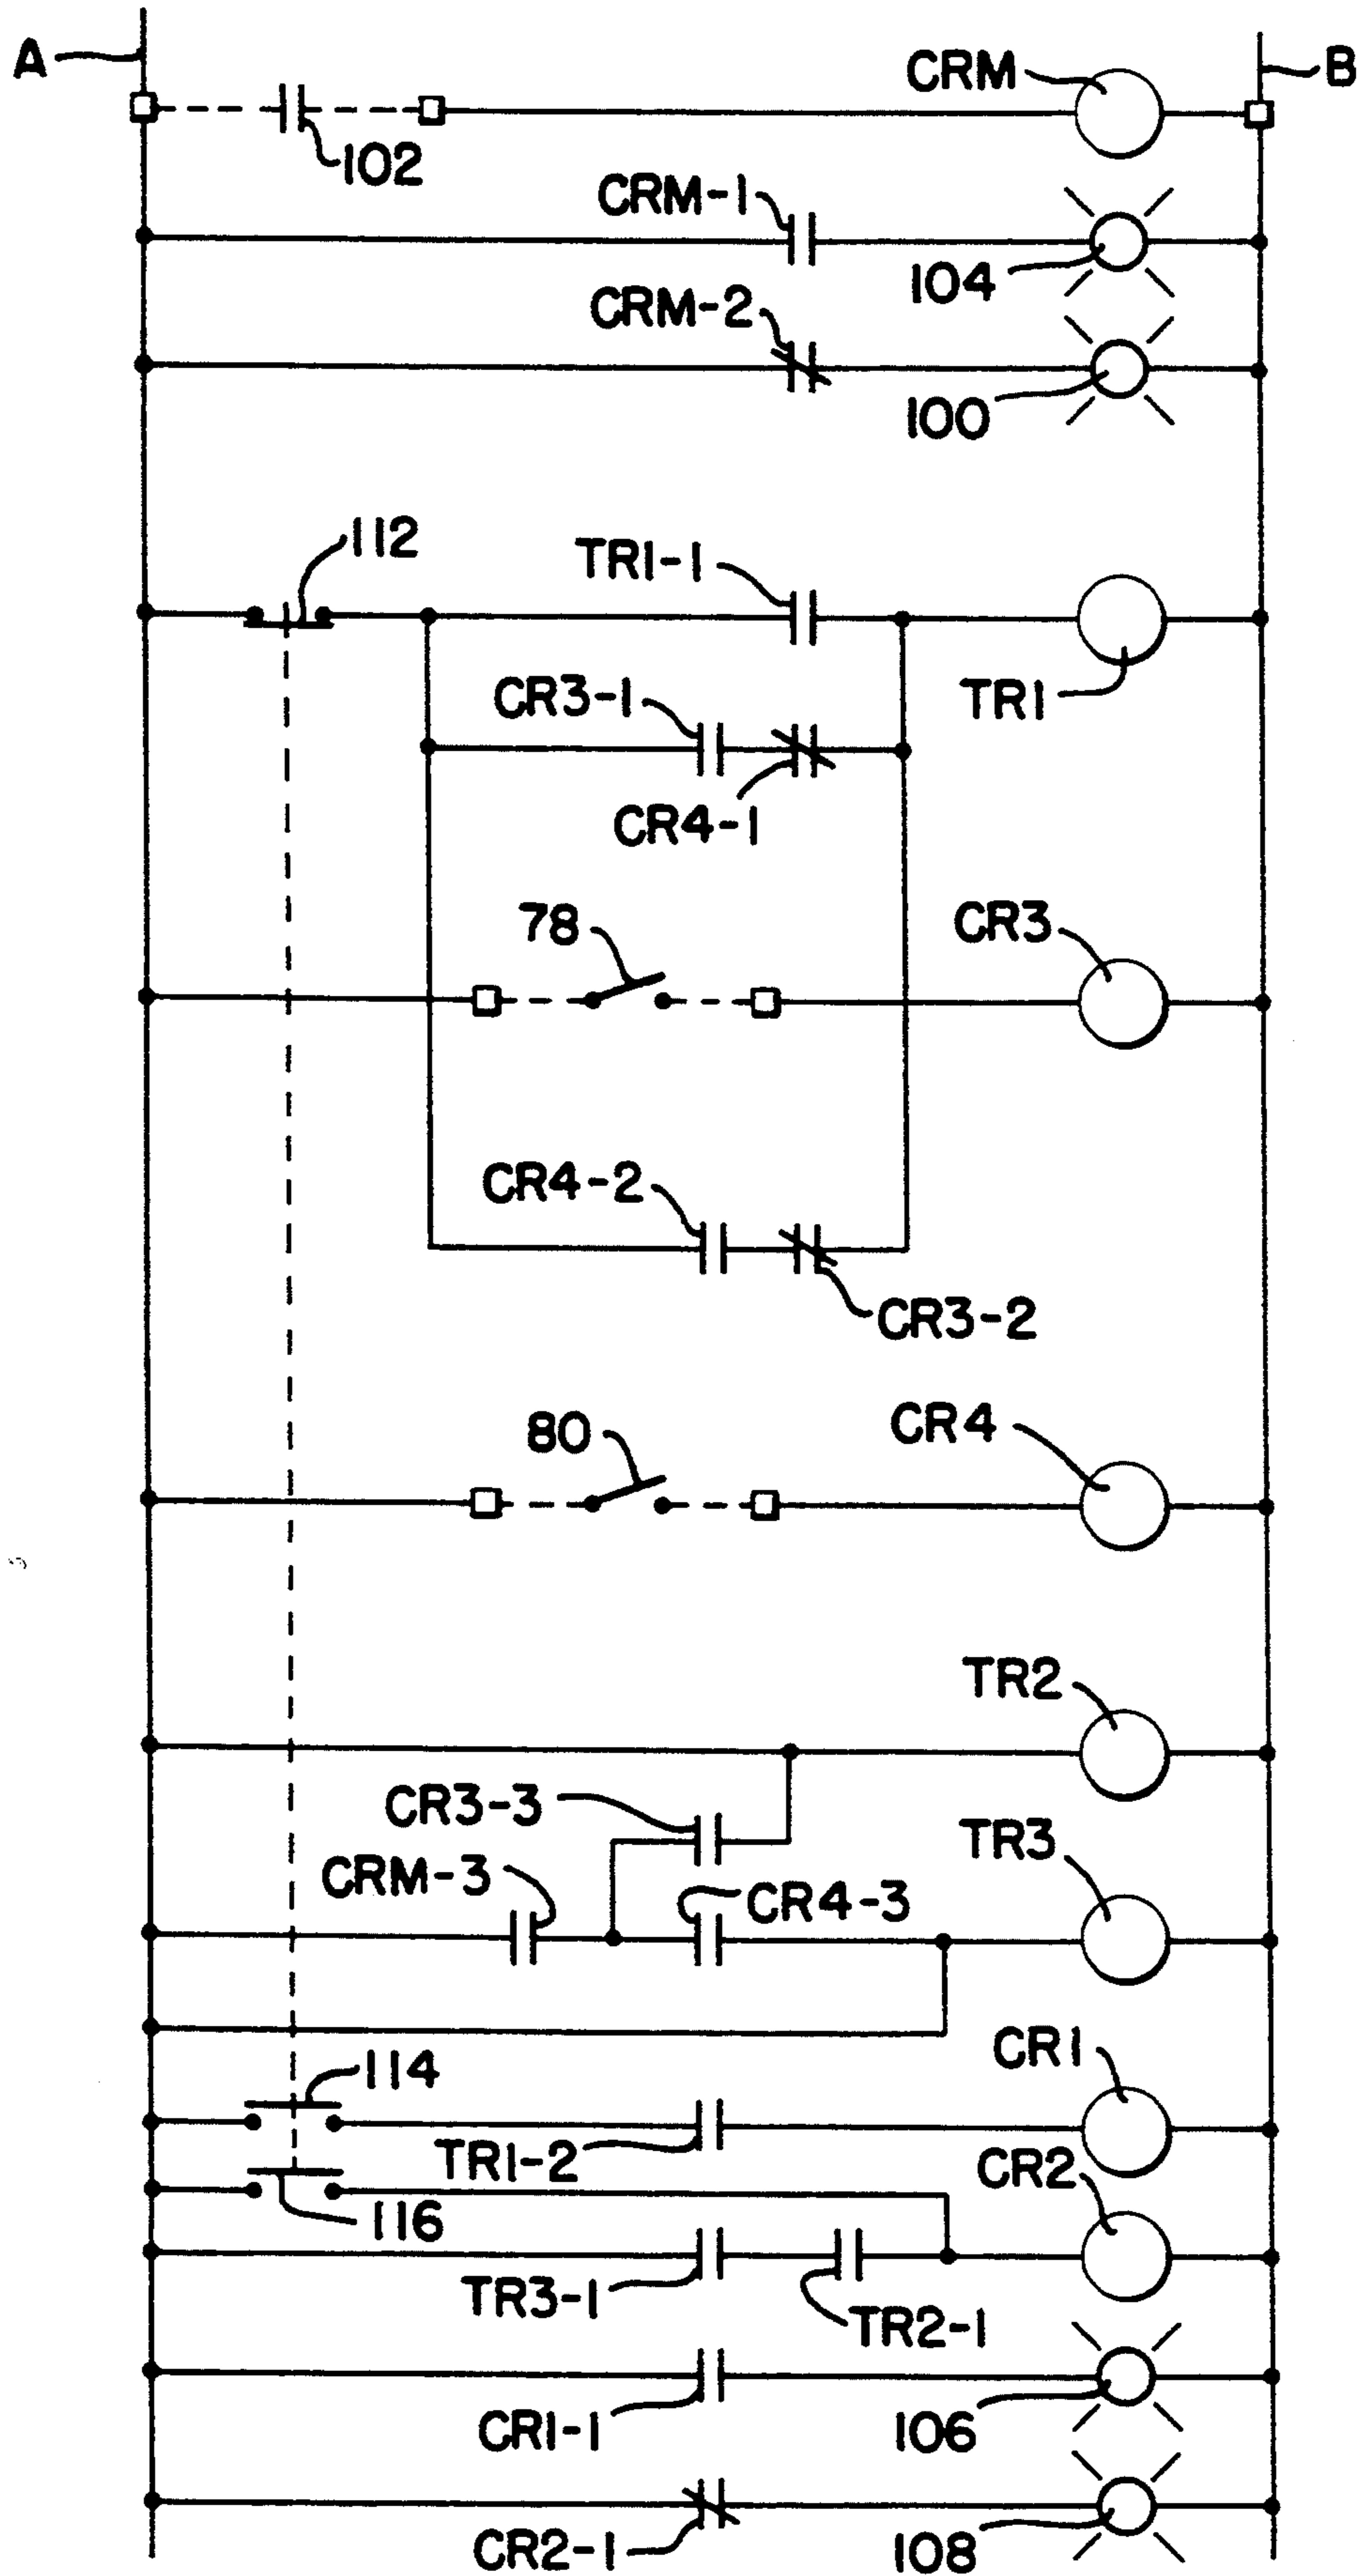 A
CRM
B
102
CRM-1
104
CRM-2
100
112
TR1-1
TR1
CR3-1
CR4-1
78
CR3
CR4-2
CR3-2
80
CR4
TR2
CR3-3
TR3
CRM-3
CR4-3
CR1
114
TR1-2
CR2
116
TR3-1
TR2-1
CR1-1
106
CR2-1
108